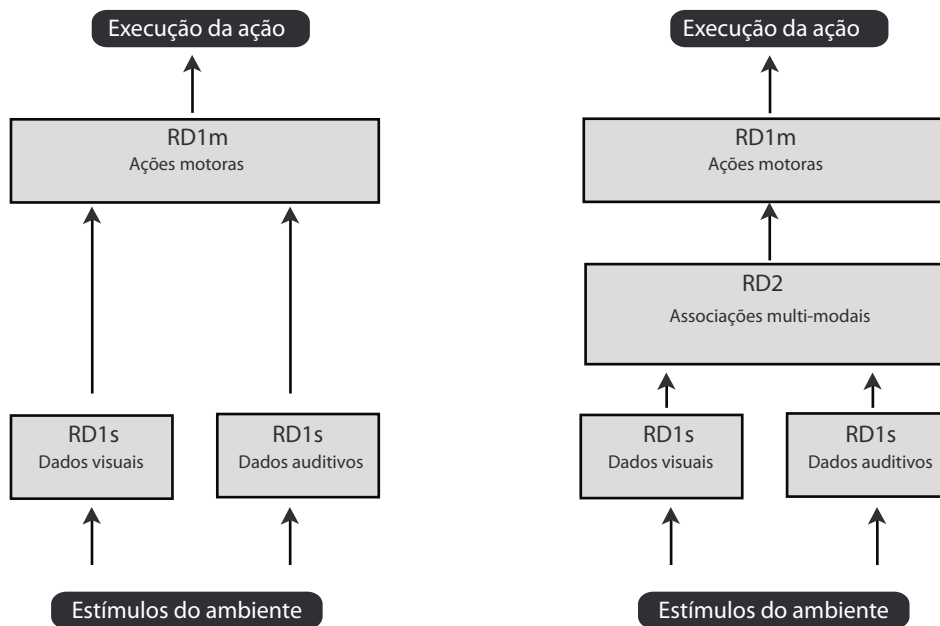 Execução da ação
RD1m
Ações motoras
RD1s
Dados visuais
RD1s
Dados auditivos
Estímulos do ambiente
Execução da ação
RD1m
Ações motoras
RD2
Associações multi-modais
RD1s
Dados visuais
RD1s
Dados auditivos
Estímulos do ambiente